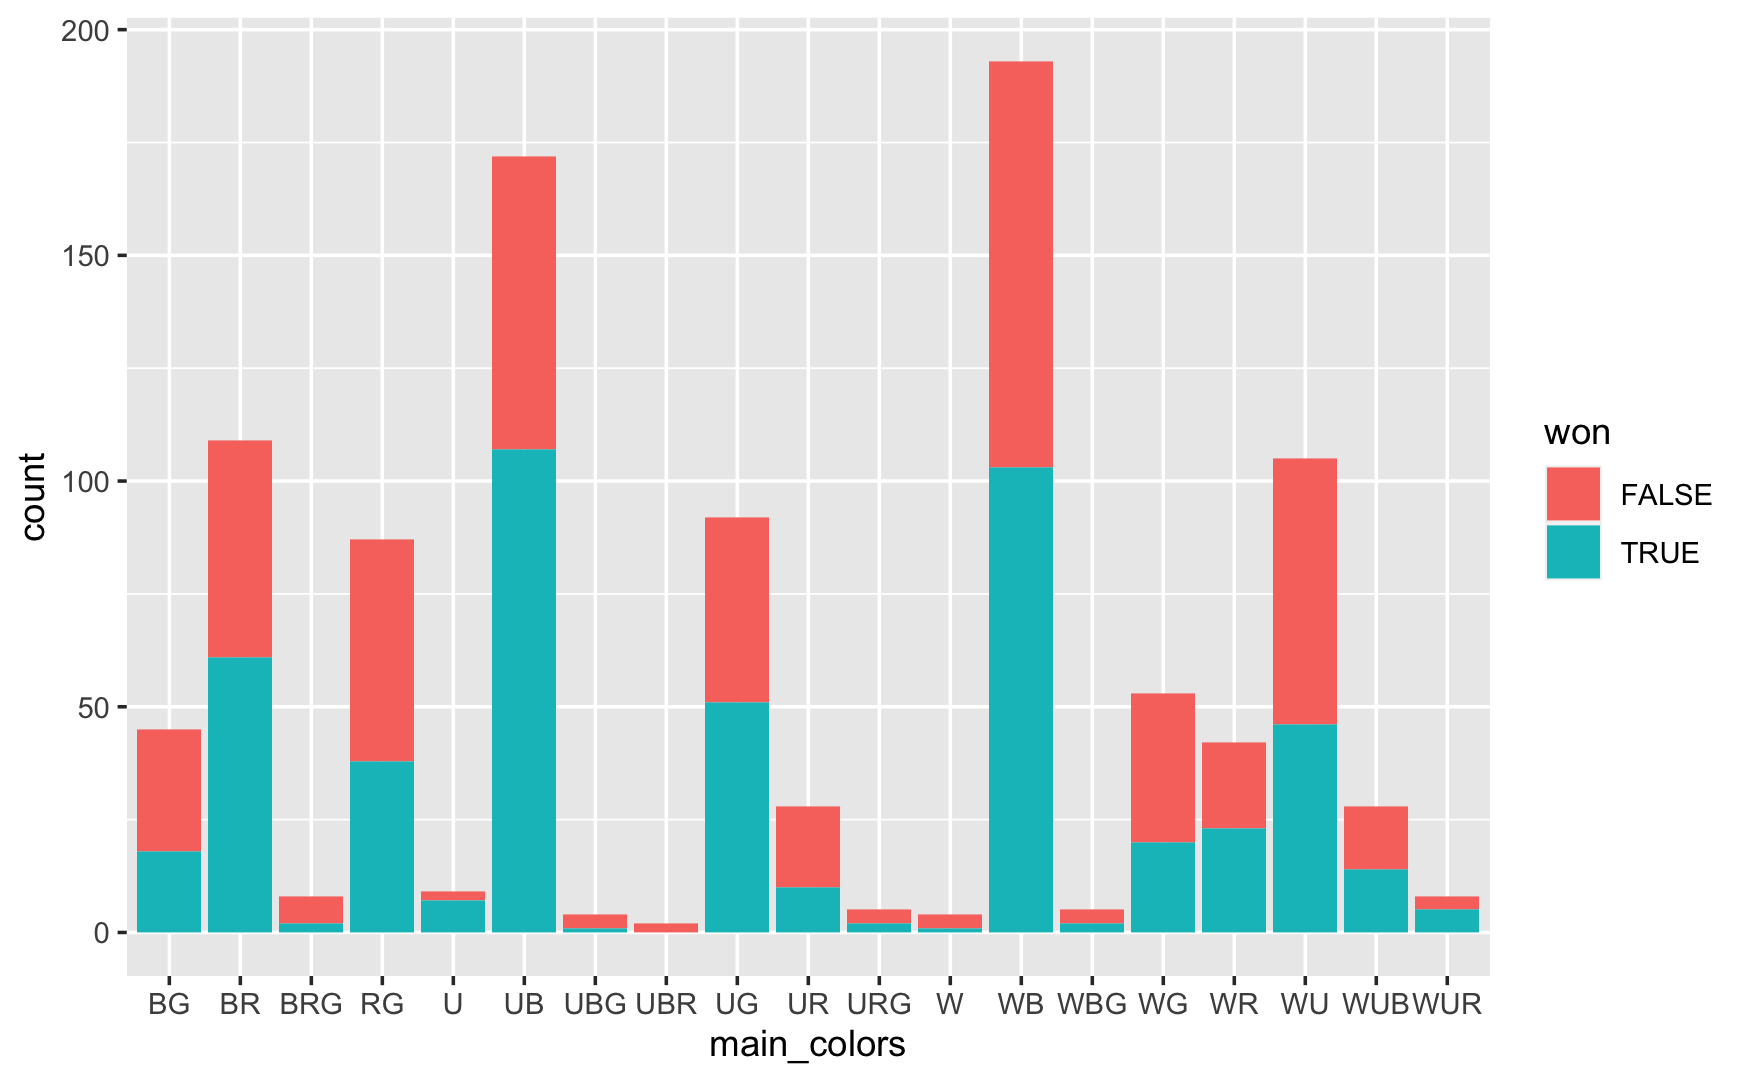 200
150
100
50
0
count
BG BR BRG RG U UB UBG UBR UG UR URG W WB WBG WG WR WU WUB WUR
main_colors
won
FALSE
TRUE